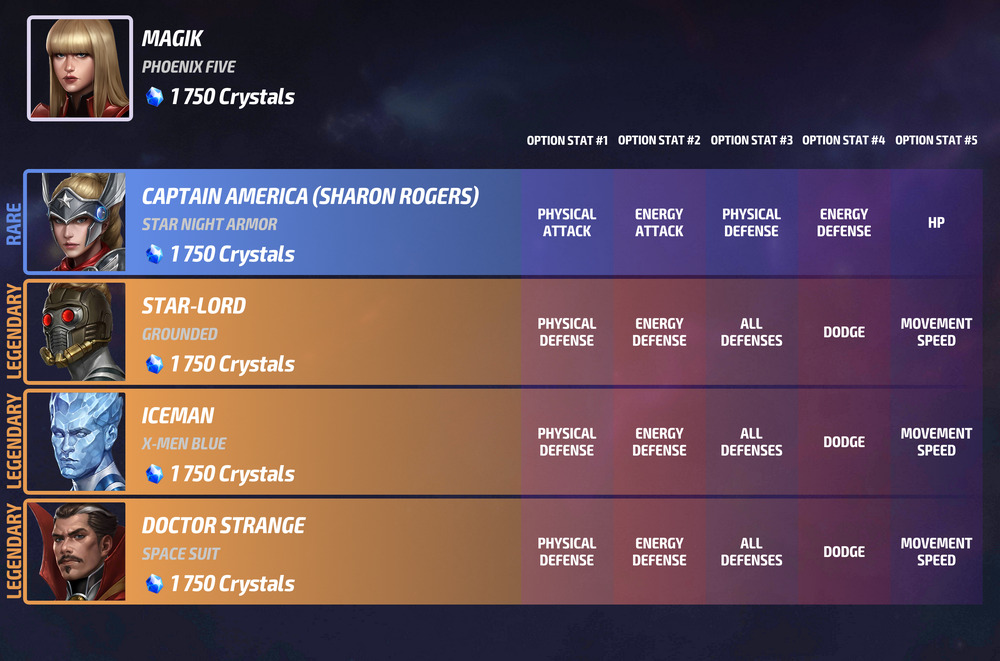 MAGIK
PHOENIX FIVE
1 750 Crystals
OPTION STAT #1 OPTION STAT #2 OPTION STAT #3 OPTION STAT #4 OPTION STAT #5
RARE
CAPTAIN AMERICA (SHARON ROGERS)
STAR NIGHT ARMOR
1 750 Crystals
PHYSICAL ATTACK
ENERGY ATTACK
PHYSICAL DEFENSE
ENERGY DEFENSE
HP
LEGENDARY
STAR-LORD
GROUNDED
1 750 Crystals
PHYSICAL DEFENSE
ENERGY DEFENSE
ALL DEFENSES
DODGE
MOVEMENT SPEED
LEGENDARY
ICEMAN
X-MEN BLUE
1 750 Crystals
PHYSICAL DEFENSE
ENERGY DEFENSE
ALL DEFENSES
DODGE
MOVEMENT SPEED
LEGENDARY
DOCTOR STRANGE
SPACE SUIT
1 750 Crystals
PHYSICAL DEFENSE
ENERGY DEFENSE
ALL DEFENSES
DODGE
MOVEMENT SPEED